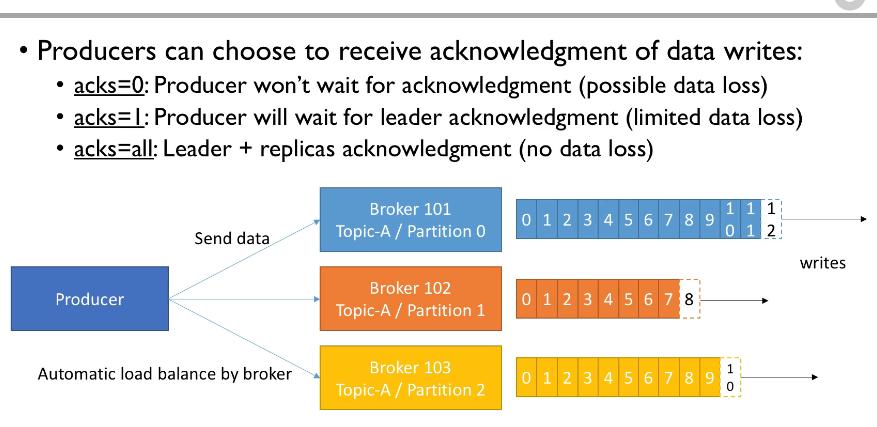 • Producers can choose to receive acknowledgment of data writes:
• acks=0: Producer won't wait for acknowledgment (possible data loss)
• acks=1: Producer will wait for leader acknowledgment (limited data loss)
• acks=all: Leader + replicas acknowledgment (no data loss)
Broker 101
Topic-A / Partition 0
0 1 2 3 4 5 6 7 8 9 10 11 12
Send data
writes
Producer
Broker 102
Topic-A / Partition 1
0 1 2 3 4 5 6 7 8
Automatic load balance by broker
Broker 103
Topic-A / Partition 2
0 1 2 3 4 5 6 7 8 9 10